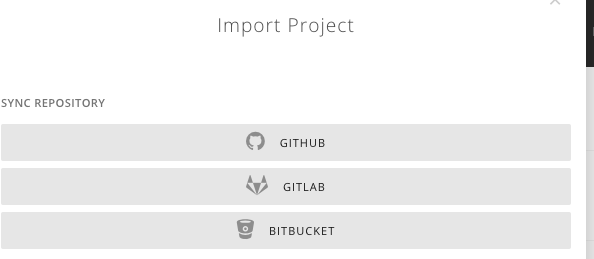 Import Project
SYNC REPOSITORY
GITHUB
GITLAB
BITBUCKET